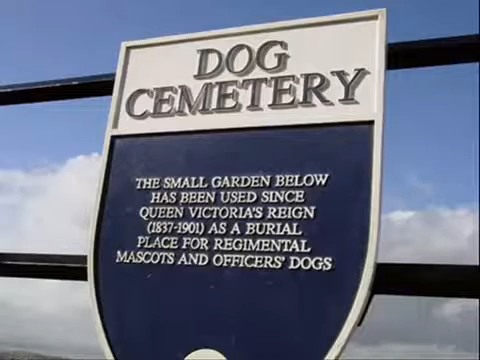 DOG
CEMETERY
THE SMALL GARDEN BELOW
HAS BEEN USED SINCE
QUEEN VICTORIA'S REIGN
(1837-1901) AS A BURIAL
PLACE FOR REGIMENTAL
MASCOTS AND OFFICERS' DOGS